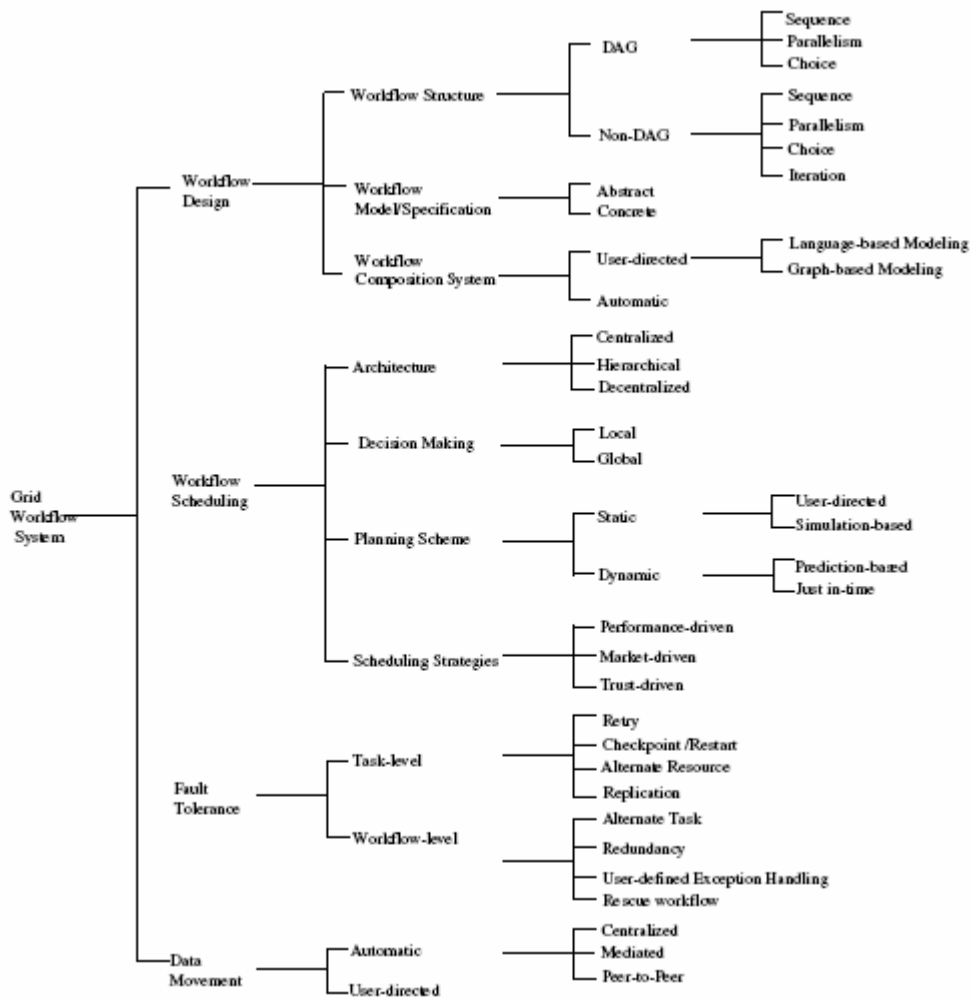 Grid
Workflow
System
Workflow
Design
Workflow Structure
DAG
Sequence
Parallelism
Choice
Non-DAG
Sequence
Parallelism
Choice
Iteration
Workflow
Model/Specification
Abstract
Concrete
Workflow
Composition System
User-directed
Language-based Modeling
Graph-based Modeling
Automatic
Workflow
Scheduling
Architecture
Centralized
Hierarchical
Decentralized
Decision Making
Local
Global
Planning Scheme
Static
User-directed
Simulation-based
Dynamic
Prediction-based
Just in-time
Scheduling Strategies
Performance-driven
Market-driven
Trust-driven
Fault
Tolerance
Task-level
Retry
Checkpoint /Restart
Alternate Resource
Replication
Workflow-level
Alternate Task
Redundancy
User-defined Exception Handling
Rescue workflow
Data
Movement
Automatic
Centralized
Mediated
Peer-to-Peer
User-directed